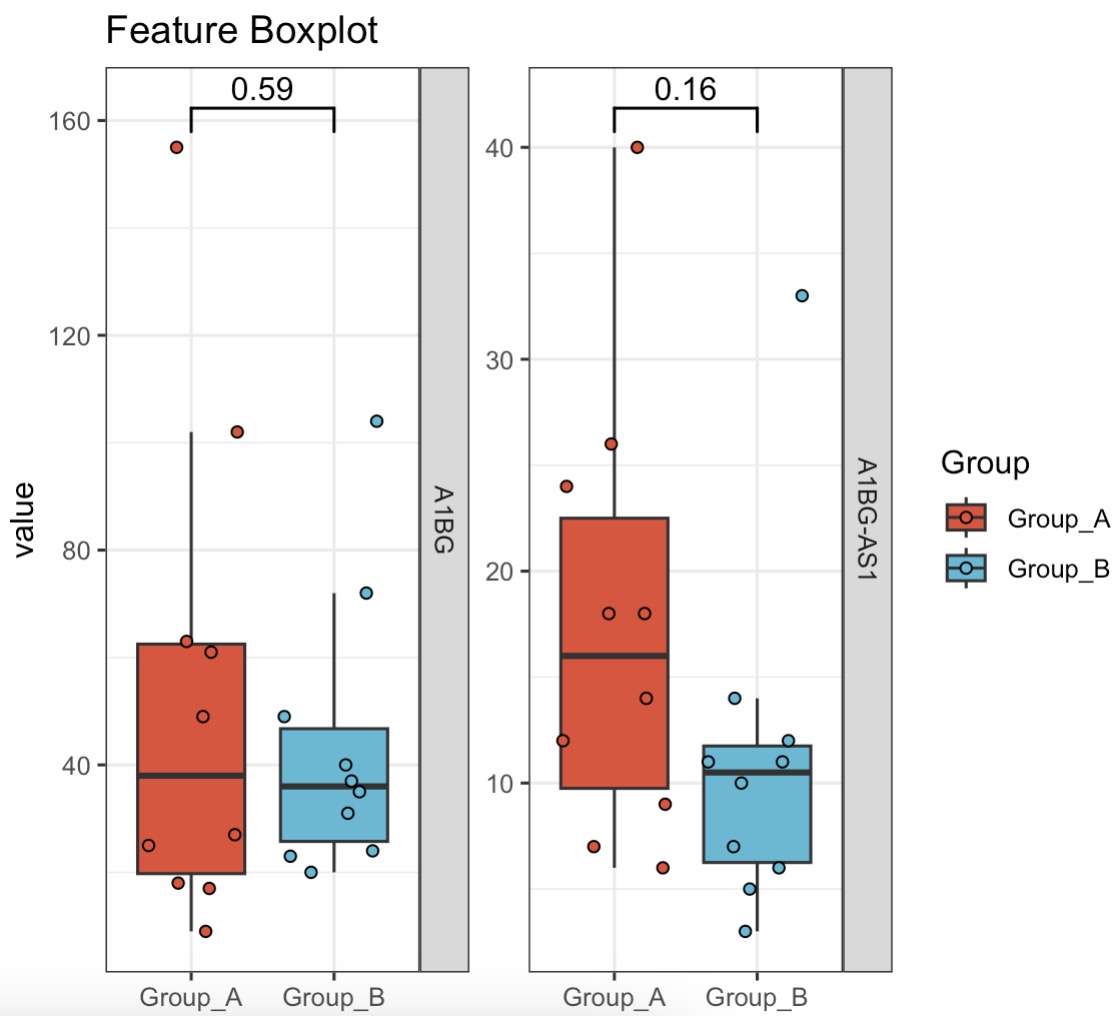 Feature Boxplot
0.59
0.16
160
120
80
40
value
A1BG
40
30
20
10
A1BG-AS1
Group_A
Group_B
Group_A
Group_B
Group
Group_A
Group_B